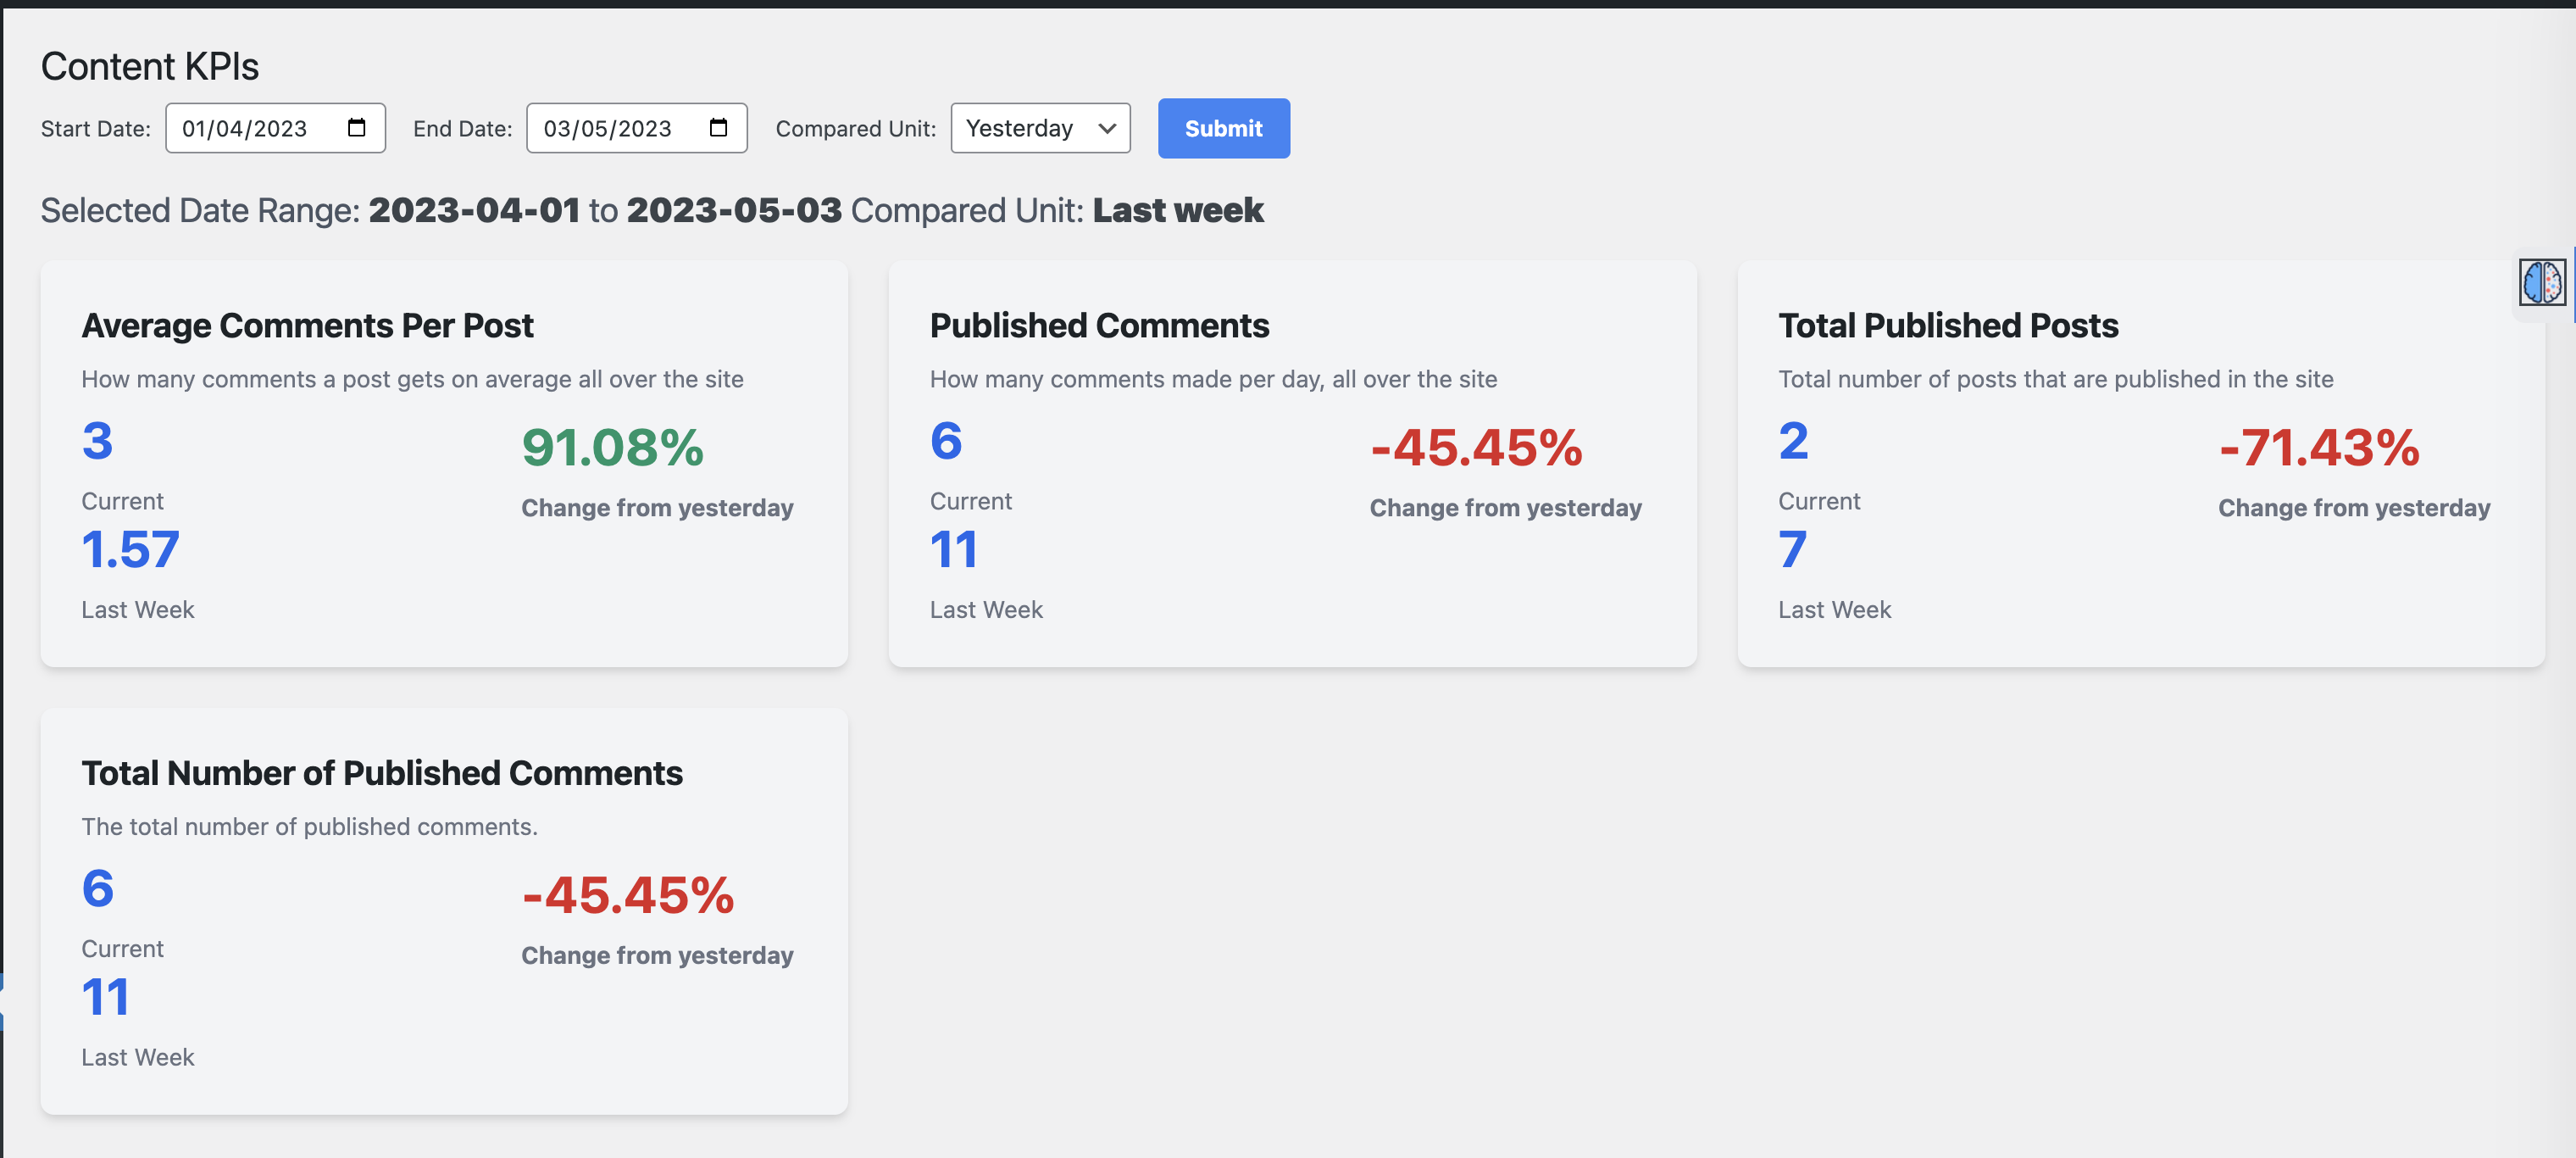 Content KPIs
Start Date: 01/04/2023 End Date: 03/05/2023 Compared Unit: Yesterday Submit
Selected Date Range: 2023-04-01 to 2023-05-03 Compared Unit: Last week
Average Comments Per Post
How many comments a post gets on average all over the site
3
Current
1.57
Last Week
91.08%
Change from yesterday
Published Comments
How many comments made per day, all over the site
6
Current
11
Last Week
-45.45%
Change from yesterday
Total Published Posts
Total number of posts that are published in the site
2
Current
7
Last Week
-71.43%
Change from yesterday
Total Number of Published Comments
The total number of published comments.
6
Current
11
Last Week
-45.45%
Change from yesterday